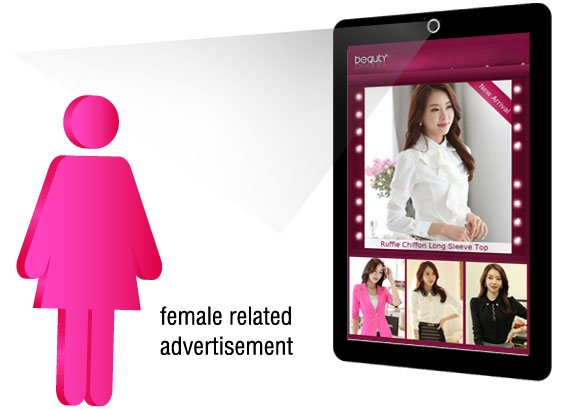 beauty
New Arrival
Ruffle Chiffon Long Sleeve Top
female related
advertisement